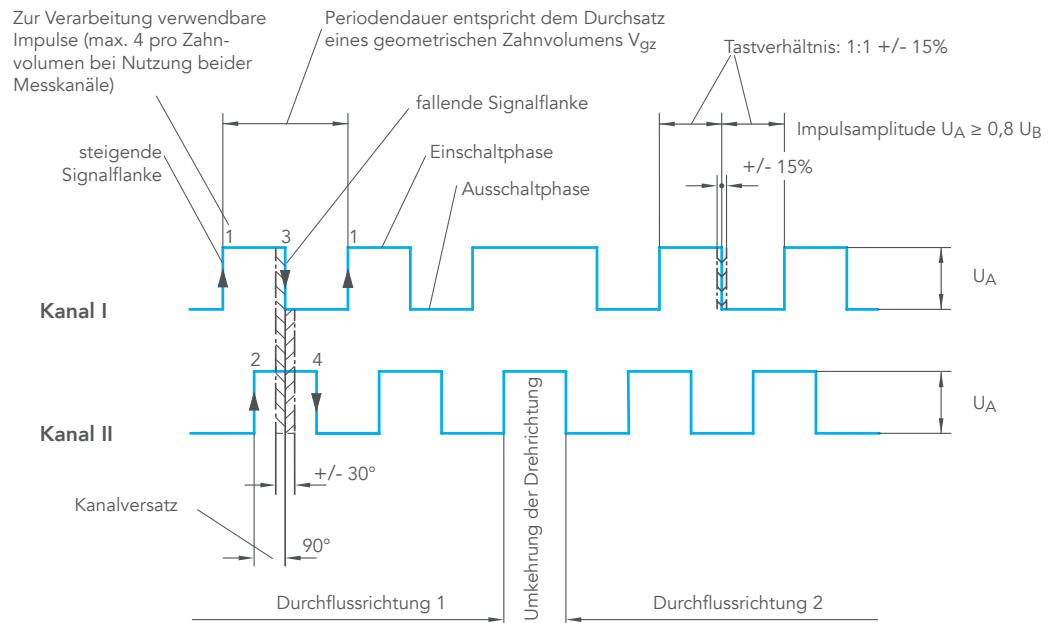 Zur Verarbeitung verwendbare
Impulse (max. 4 pro Zahn-
volumen bei Nutzung beider
Messkanäle)
Periodendauer entspricht dem Durchsatz
eines geometrischen Zahnvolumens Vgz
Tastverhältnis: 1:1 +/- 15%
fallende Signalflanke
Impulsamplitude UA ≥ 0,8 UB
steigende
Signalflanke
Einschaltphase
+/- 15%
Ausschaltphase
1
3
1
UA
Kanal I
2
4
UA
Kanal II
+/- 30°
Kanalversatz
90°
Umkehrung der Drehrichtung
Durchflussrichtung 1
Durchflussrichtung 2